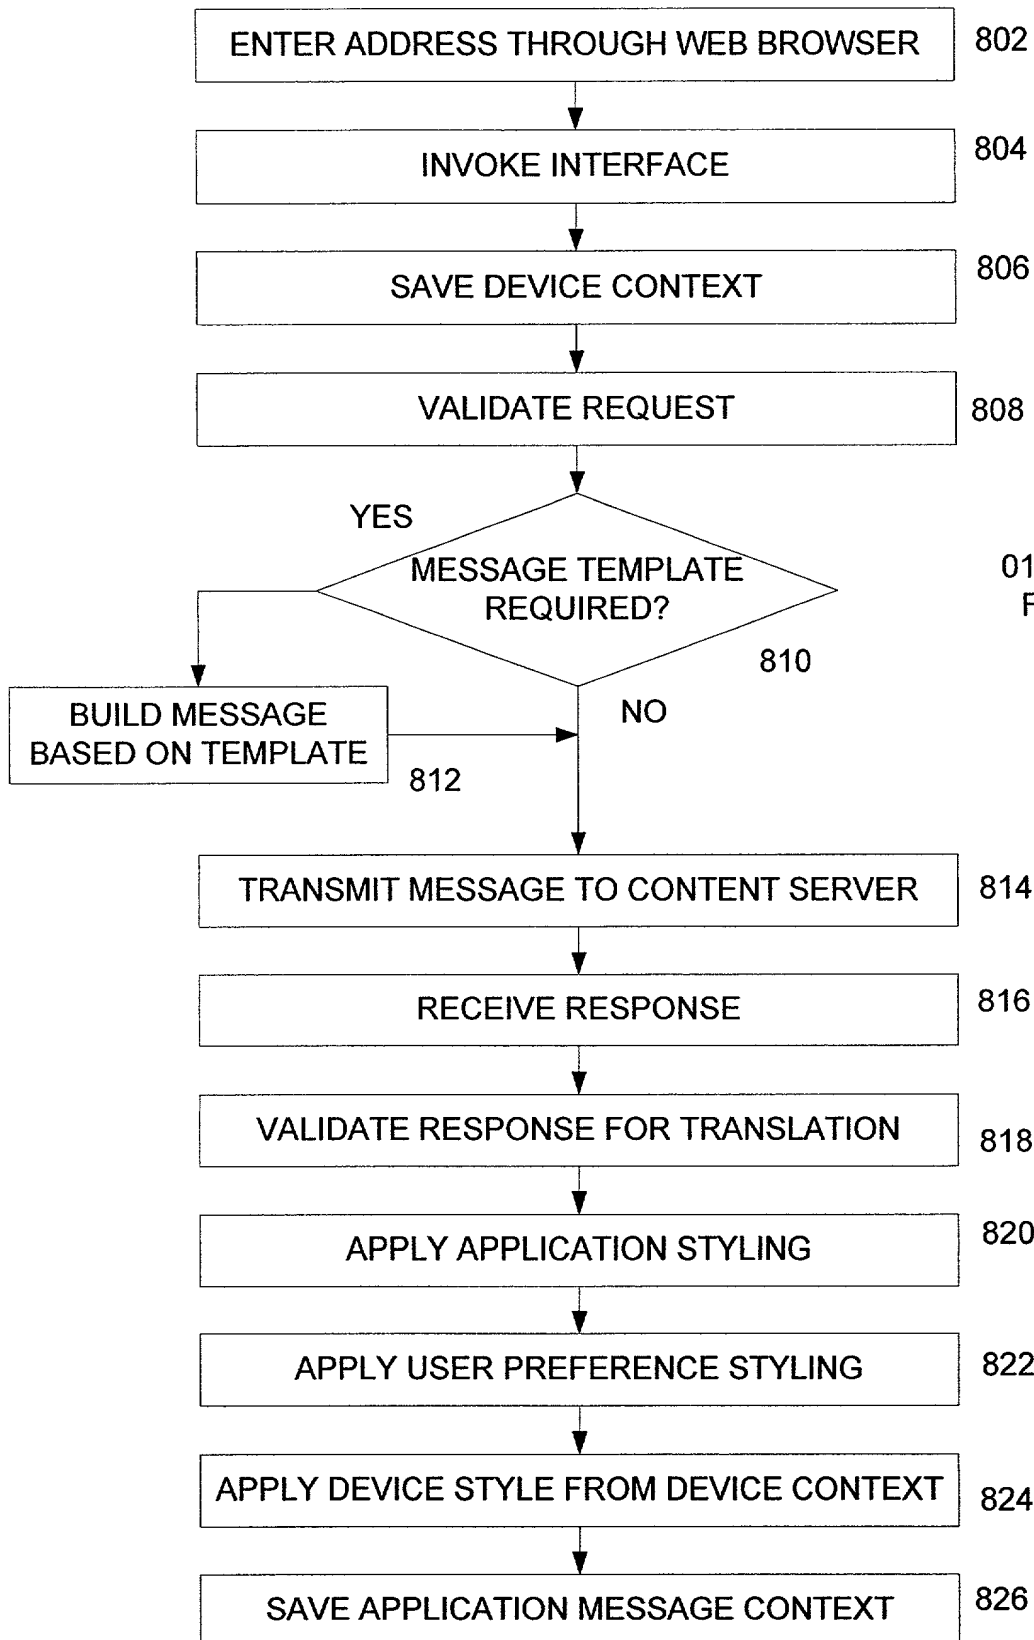 ENTER ADDRESS THROUGH WEB BROWSER
802
INVOKE INTERFACE
804
SAVE DEVICE CONTEXT
806
VALIDATE REQUEST
808
YES
MESSAGE TEMPLATE
REQUIRED?
01
F
810
NO
BUILD MESSAGE
BASED ON TEMPLATE
812
TRANSMIT MESSAGE TO CONTENT SERVER
814
RECEIVE RESPONSE
816
VALIDATE RESPONSE FOR TRANSLATION
818
APPLY APPLICATION STYLING
820
APPLY USER PREFERENCE STYLING
822
APPLY DEVICE STYLE FROM DEVICE CONTEXT
824
SAVE APPLICATION MESSAGE CONTEXT
826